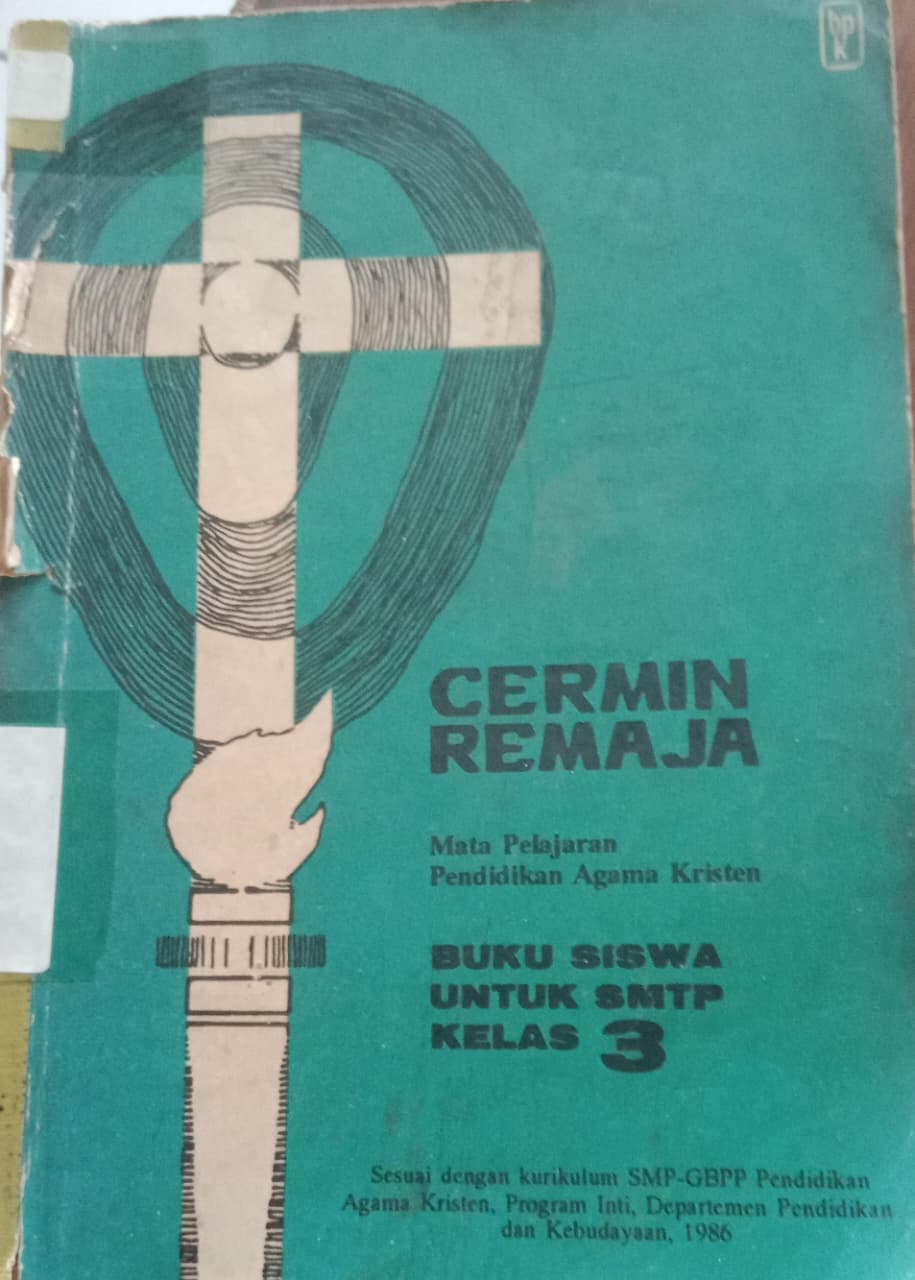 bp
K
CERMIN
REMAJA
Mata Pelajaran
Pendidikan Agama Kristen
BUKU SISWA
UNTUK SMTP
KELAS 3
Sesuai dengan kurikulum SMP-GBPP Pendidikan
Agama Kristen, Program Inti, Departemen Pendidikan
dan Kebudayaan, 1986